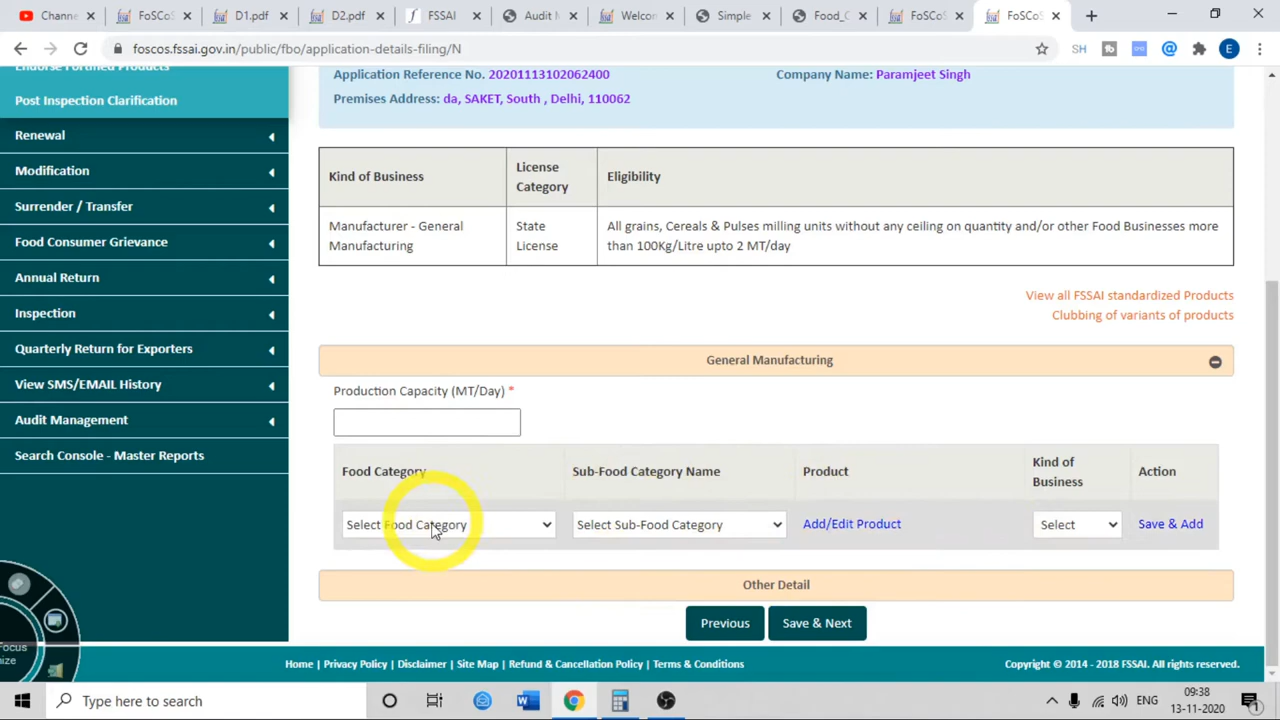 Channe
FoSCoS
D1.pdf
D2.pdf
FSSAI
Audit M
Welcom
Simple
Food_C
FoSCoS
FoSCoS
foscos.fssai.gov.in/public/fbo/application-details-filing/N
SH
E
Endorse Fortified Products
Post Inspection Clarification
Renewal
Modification
Surrender / Transfer
Food Consumer Grievance
Annual Return
Inspection
Quarterly Return for Exporters
View SMS/EMAIL History
Audit Management
Search Console - Master Reports
Application Reference No. 20201113102062400
Company Name: Paramjeet Singh
Premises Address: da, SAKET, South , Delhi, 110062
Kind of Business
License
Category
Eligibility
Manufacturer - General
Manufacturing
State
License
All grains, Cereals & Pulses milling units without any ceiling on quantity and/or other Food Businesses more
than 100Kg/Litre upto 2 MT/day
View all FSSAI standardized Products
Clubbing of variants of products
General Manufacturing
Production Capacity (MT/Day) *
Food Category
Sub-Food Category Name
Product
Kind of
Business
Action
Select Food Category
Select Sub-Food Category
Add/Edit Product
Select
Save & Add
Other Detail
Previous
Save & Next
Home | Privacy Policy | Disclaimer | Site Map | Refund & Cancellation Policy | Terms & Conditions
Copyright © 2014 - 2018 FSSAI. All rights reserved.
Type here to search
ENG
09:38
13-11-2020